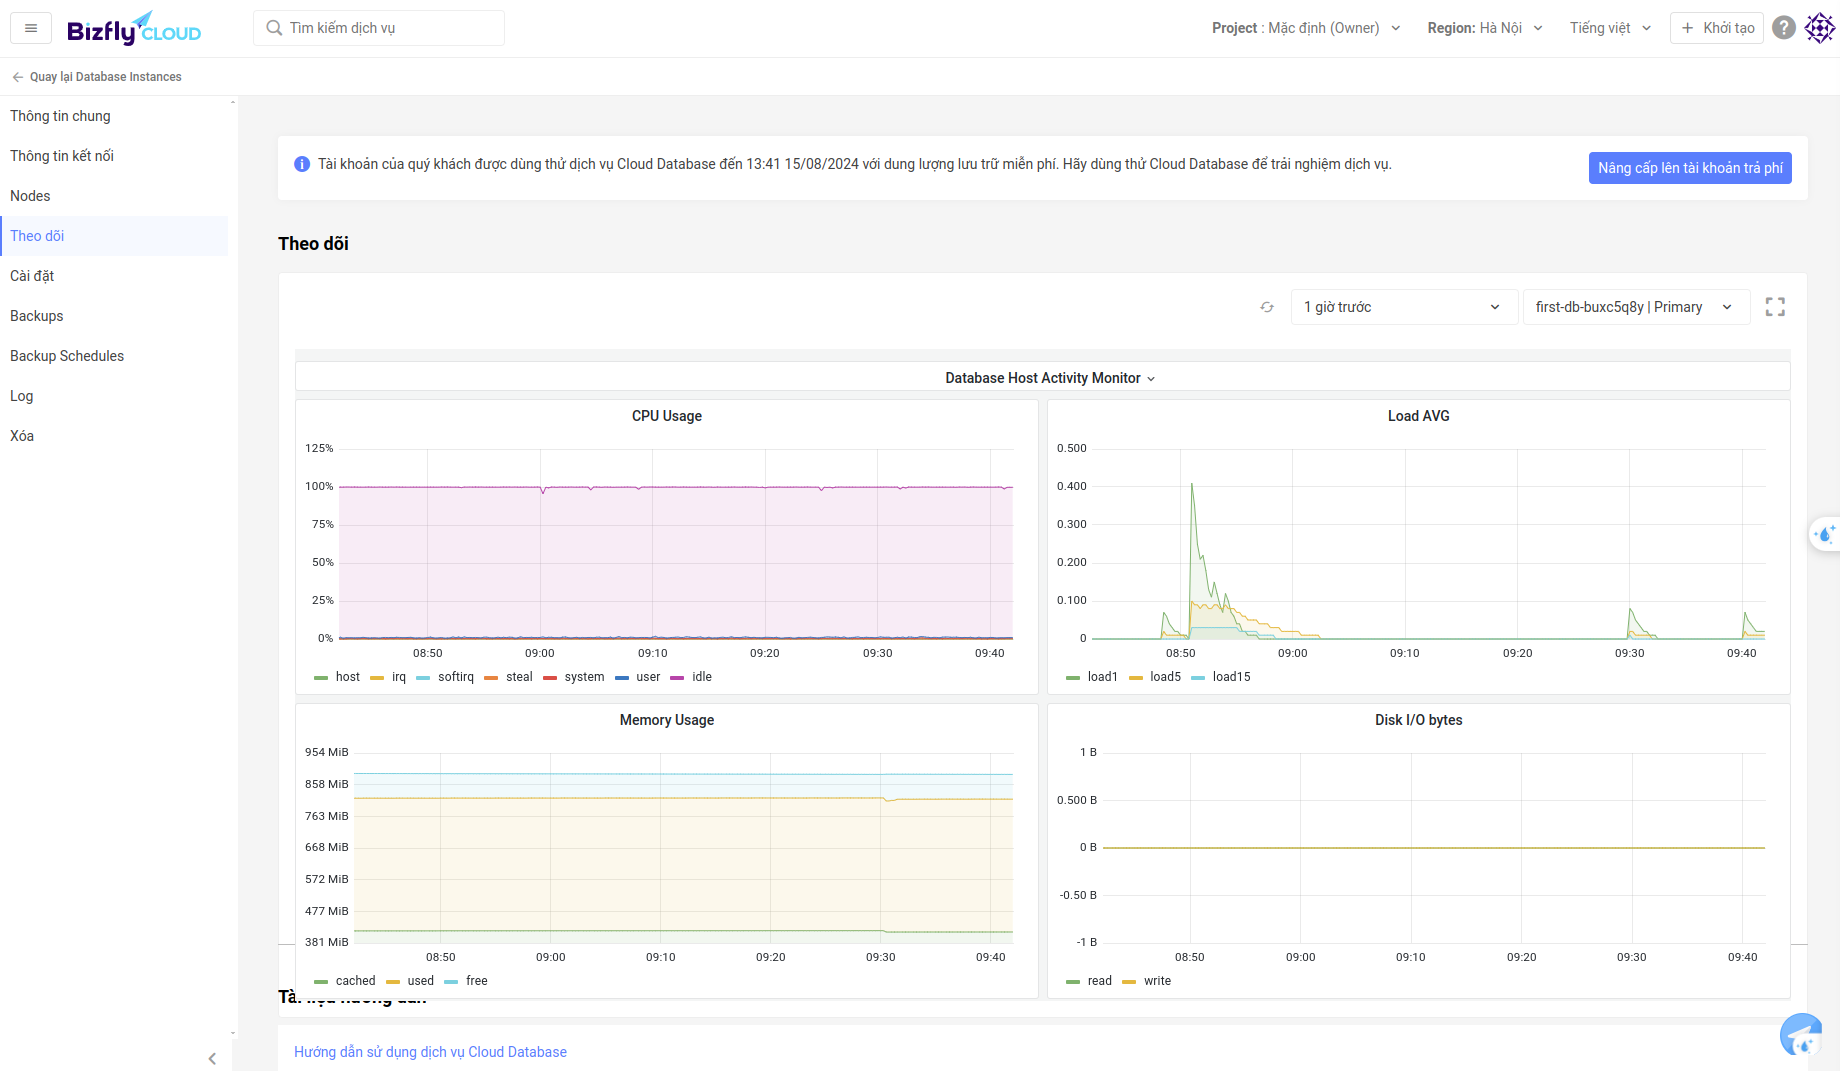 Bizfly CLOUD
Tìm kiếm dịch vụ
Project : Mặc định (Owner)
Region: Hà Nội
Tiếng việt
Khởi tạo
Quay lại Database Instances
Thông tin chung
Thông tin kết nối
Nodes
Theo dõi
Cài đặt
Backups
Backup Schedules
Log
Xóa
Tài khoản của quý khách được dùng thử dịch vụ Cloud Database đến 13:41 15/08/2024 với dung lượng lưu trữ miễn phí. Hãy dùng thử Cloud Database để trải nghiệm dịch vụ.
Nâng cấp lên tài khoản trả phí
Theo dõi
1 giờ trước
first-db-buxc5q8y | Primary
Database Host Activity Monitor
CPU Usage
125%
100%
75%
50%
25%
0%
08:50 09:00 09:10 09:20 09:30 09:40
host irq softirq steal system user idle
Load AVG
0.500
0.400
0.300
0.200
0.100
0
08:50 09:00 09:10 09:20 09:30 09:40
load1 load5 load15
Memory Usage
954 MiB
858 MiB
763 MiB
668 MiB
572 MiB
477 MiB
381 MiB
08:50 09:00 09:10 09:20 09:30 09:40
cached used free
Disk I/O bytes
1 B
0.500 B
0 B
-0.50 B
-1 B
08:50 09:00 09:10 09:20 09:30 09:40
read write
Hướng dẫn sử dụng dịch vụ Cloud Database